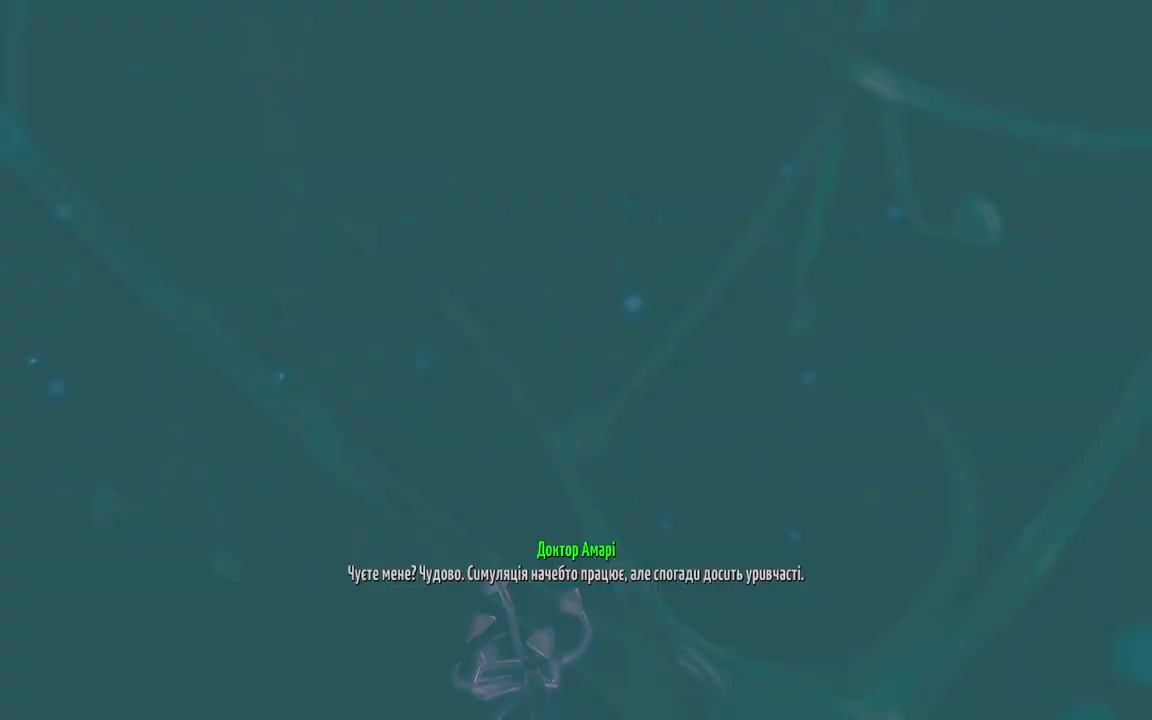 Доктор Амарі
Чуєте мене? Чудово. Симуляція начебто працює, але спогади досить уривчасті.